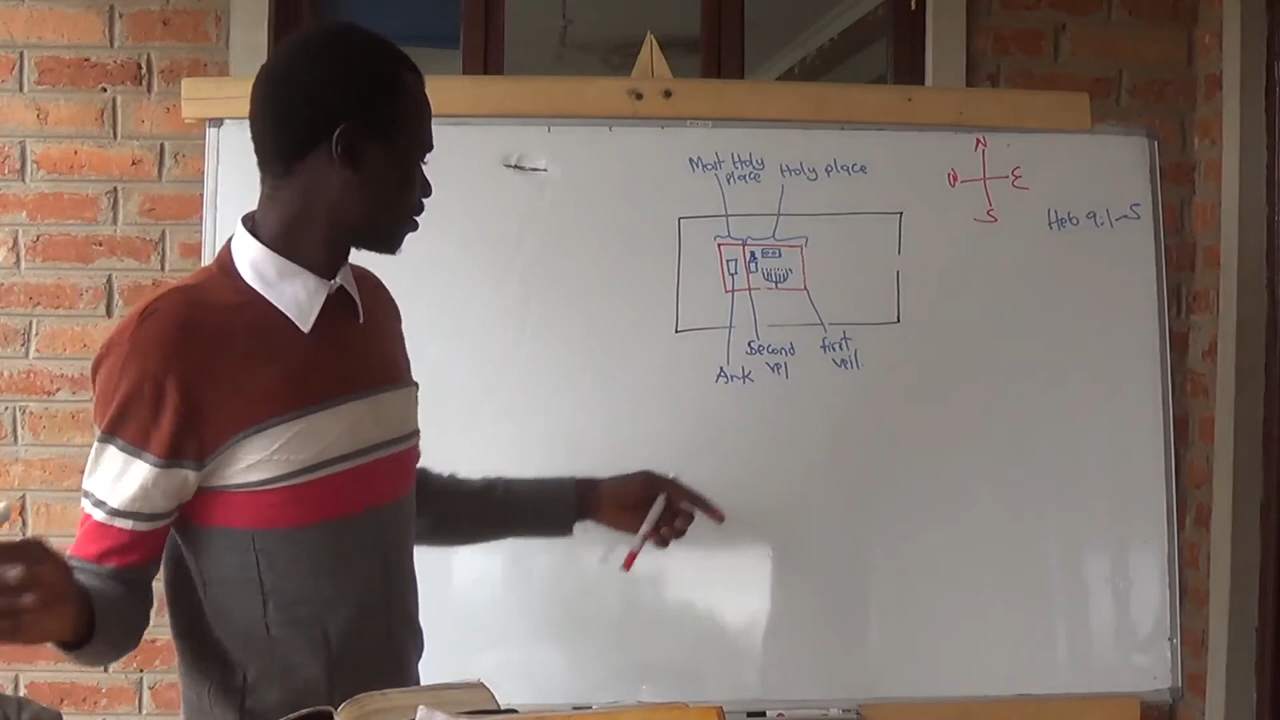 Most Holy
place
Holy place
N
W
E
S
Heb 9:1-5
Second
veil
first
veil
Ark